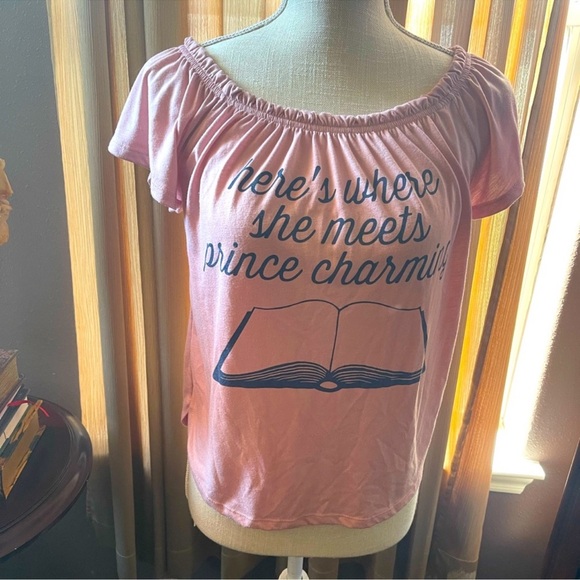 here's where
she meets
prince charming